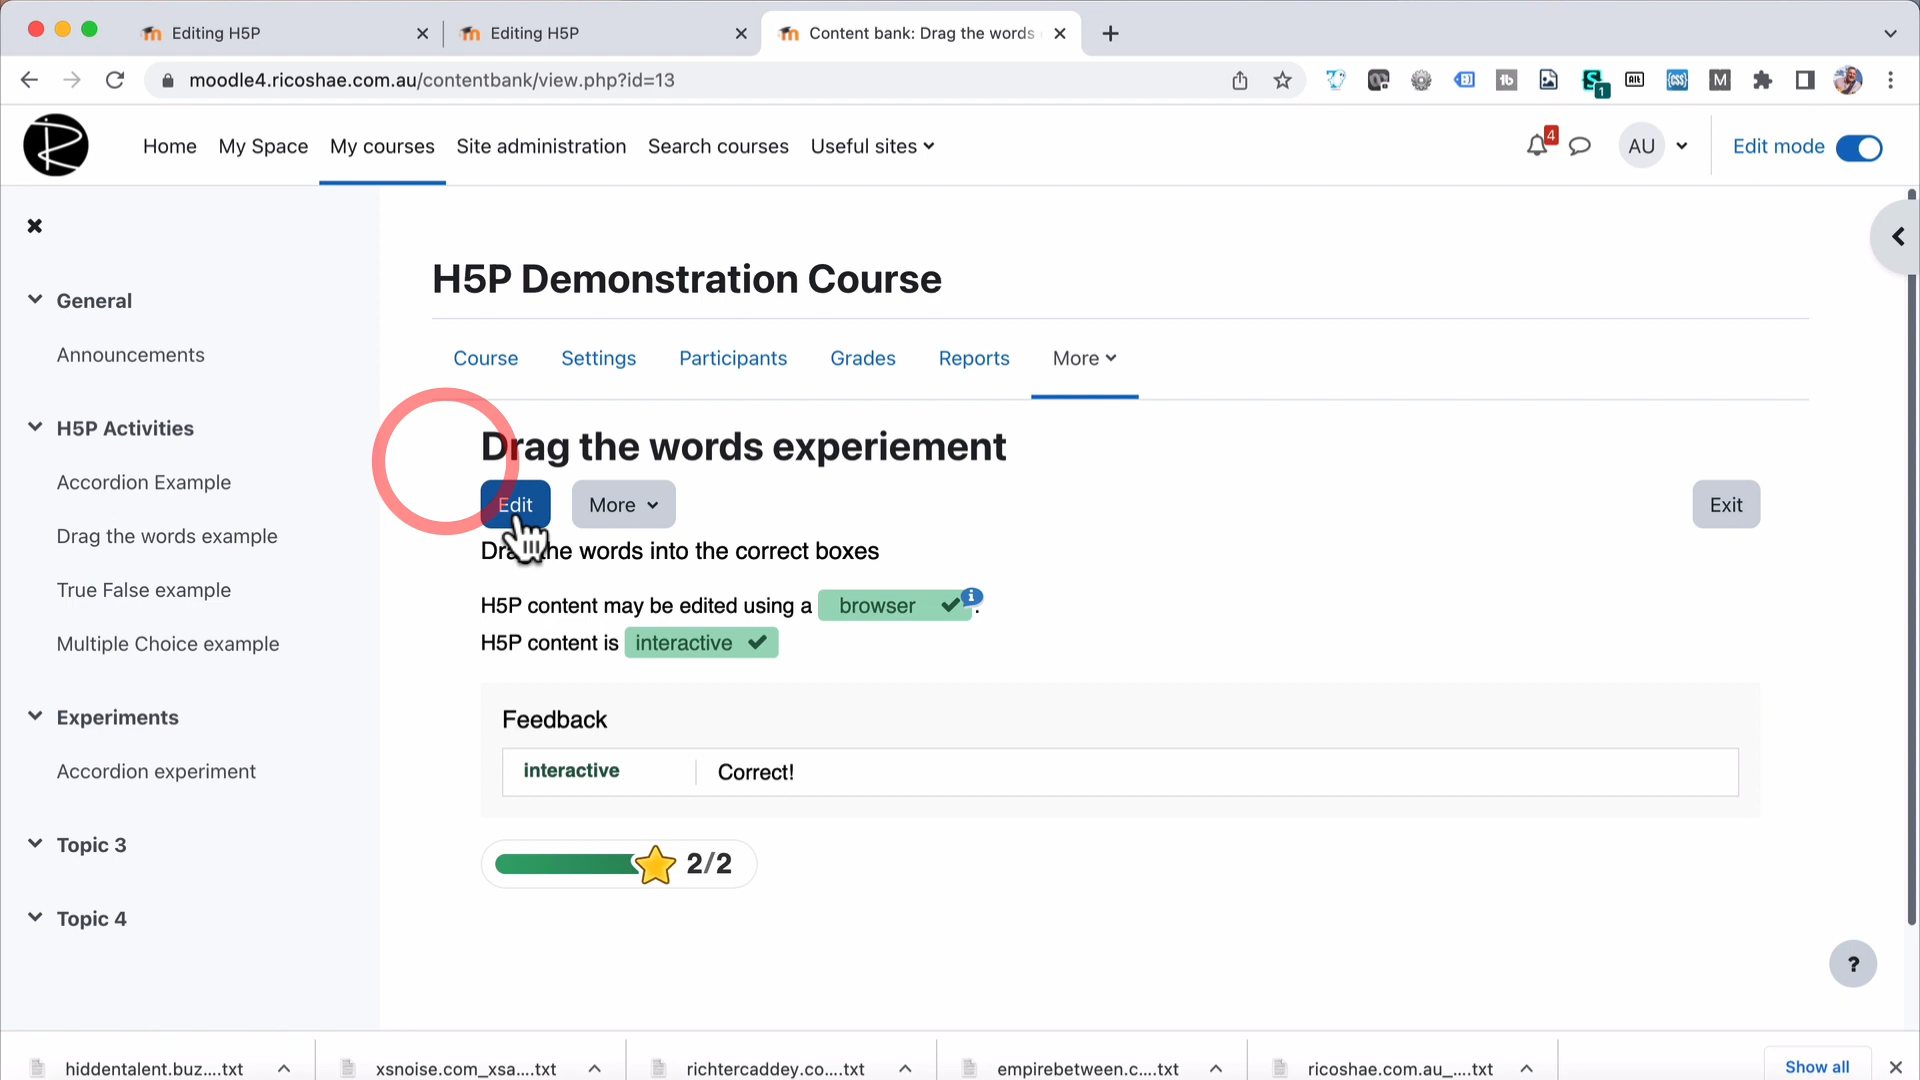 Editing H5P
Editing H5P
Content bank: Drag the words
moodle4.ricoshae.com.au/contentbank/view.php?id=13
1
Home
My Space
My courses
Site administration
Search courses
Useful sites
4
AU
Edit mode
General
Announcements
H5P Activities
Accordion Example
Drag the words example
True False example
Multiple Choice example
Experiments
Accordion experiment
Topic 3
Topic 4
H5P Demonstration Course
Course
Settings
Participants
Grades
Reports
More
Drag the words experiement
Edit
More
Exit
Drag the words into the correct boxes
H5P content may be edited using a browser .
H5P content is interactive
Feedback
interactive
Correct!
2/2
?
hiddentalent.buz....txt
xsnoise.com_xsa....txt
richtercaddey.co....txt
empirebetween.c....txt
ricoshae.com.au_....txt
Show all